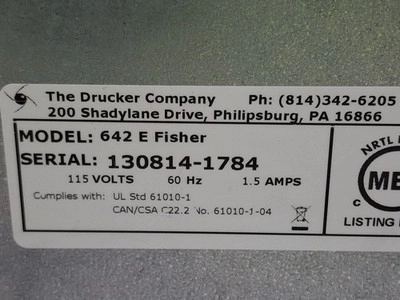 The Drucker Company Ph: (814)342-6205
200 Shadylane Drive, Philipsburg, PA 16866
MODEL: 642 E Fisher
SERIAL: 130814-1784
115 VOLTS 60 Hz 1.5 AMPS
Complies with: UL Std 61010-1
CAN/CSA C22.2 No. 61010-1-04
NRTL
ME
C
LISTING